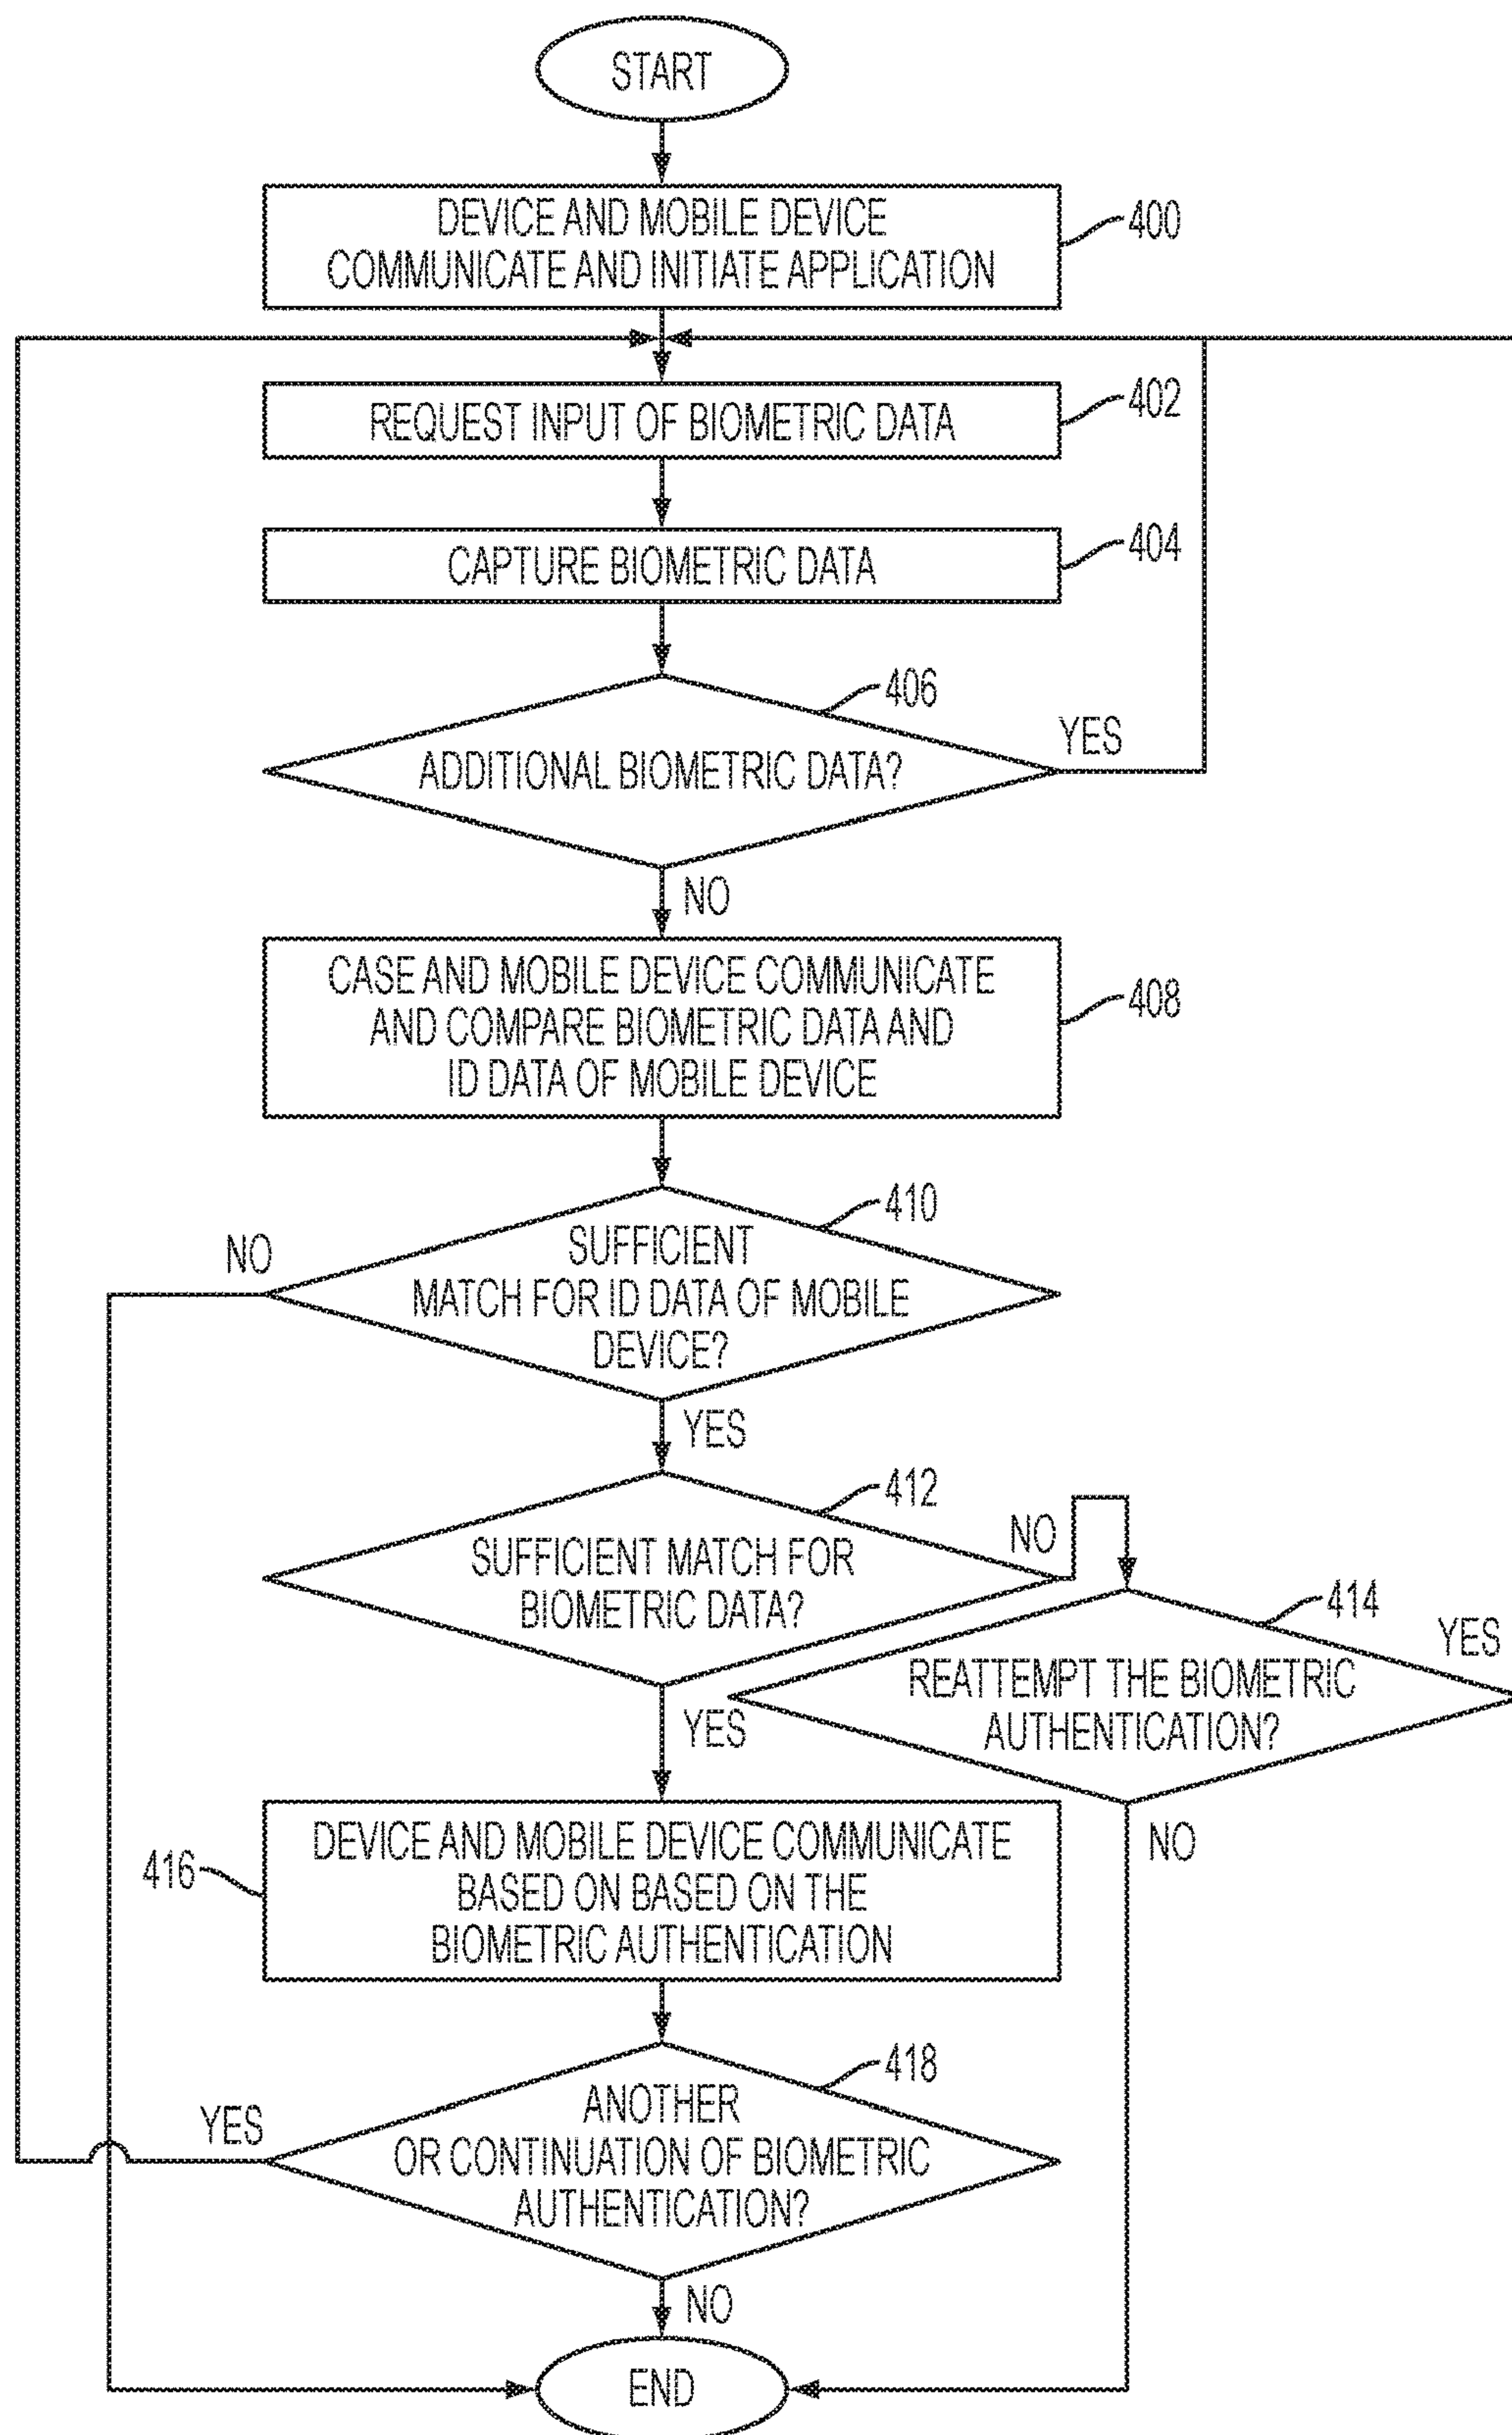 START
DEVICE AND MOBILE DEVICE
COMMUNICATE AND INITIATE APPLICATION
400
REQUEST INPUT OF BIOMETRIC DATA
402
CAPTURE BIOMETRIC DATA
404
406
ADDITIONAL BIOMETRIC DATA?
YES
NO
CASE AND MOBILE DEVICE COMMUNICATE
AND COMPARE BIOMETRIC DATA AND
ID DATA OF MOBILE DEVICE
408
410
NO
SUFFICIENT
MATCH FOR ID DATA OF MOBILE
DEVICE?
YES
412
SUFFICIENT MATCH FOR
BIOMETRIC DATA?
NO
414
YES
REATTEMPT THE BIOMETRIC
AUTHENTICATION?
YES
NO
416
DEVICE AND MOBILE DEVICE COMMUNICATE
BASED ON BASED ON THE
BIOMETRIC AUTHENTICATION
418
YES
ANOTHER
OR CONTINUATION OF BIOMETRIC
AUTHENTICATION?
NO
END